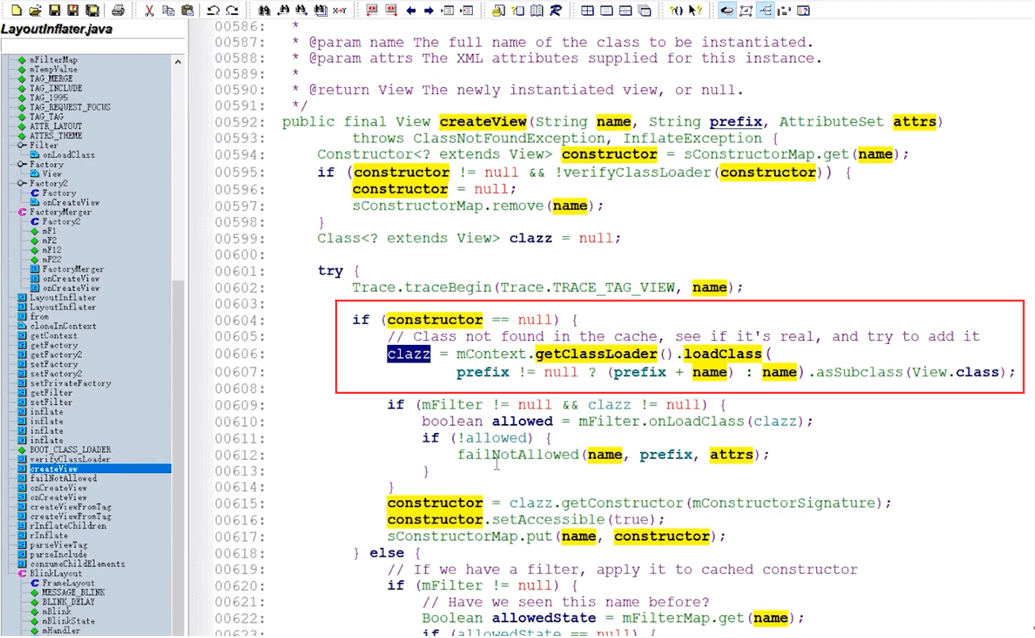 LayoutInflater.java
mFilterMap
mTempValue
TAG_MERGE
TAG_INCLUDE
TAG_1995
TAG_REQUEST_FOCUS
TAG_TAG
ATTR_LAYOUT
ATTRS_THEME
Filter
onLoadClass
Factory
View
Factory2
Factory
onCreateView
FactoryMerger
Factory2
mF1
mF2
mF12
mF22
FactoryMerger
onCreateView
onCreateView
LayoutInflater
LayoutInflater
from
cloneInContext
getContext
getFactory
getFactory2
setFactory
setFactory2
setPrivateFactory
getFilter
setFilter
inflate
inflate
inflate
inflate
BOOT_CLASS_LOADER
verifyClassLoader
createView
failNotAllowed
onCreateView
onCreateView
createViewFromTag
createViewFromTag
rInflateChildren
rInflate
parseViewTag
parseInclude
consumeChildElements
BlinkLayout
FrameLayout
MESSAGE_BLINK
BLINK_DELAY
mBlink
mBlinkState
mHandler
00586: *
00587: * @param name The full name of the class to be instantiated.
00588: * @param attrs The XML attributes supplied for this instance.
00589: *
00590: * @return View The newly instantiated view, or null.
00591: */
00592: public final View createView(String name, String prefix, AttributeSet attrs)
00593: throws ClassNotFoundException, InflateException {
00594: Constructor<? extends View> constructor = sConstructorMap.get(name);
00595: if (constructor != null && !verifyClassLoader(constructor)) {
00596: constructor = null;
00597: sConstructorMap.remove(name);
00598: }
00599: Class<? extends View> clazz = null;
00600:
00601: try {
00602: Trace.traceBegin(Trace.TRACE_TAG_VIEW, name);
00603:
00604: if (constructor == null) {
00605: // Class not found in the cache, see if it's real, and try to add it
00606: clazz = mContext.getClassLoader().loadClass(
00607: prefix != null ? (prefix + name) : name).asSubclass(View.class);
00609: if (mFilter != null && clazz != null) {
00610: boolean allowed = mFilter.onLoadClass(clazz);
00611: if (!allowed) {
00612: failNotAllowed(name, prefix, attrs);
00613: }
00614: }
00615: constructor = clazz.getConstructor(mConstructorSignature);
00616: constructor.setAccessible(true);
00617: sConstructorMap.put(name, constructor);
00618: } else {
00619: // If we have a filter, apply it to cached constructor
00620: if (mFilter != null) {
00621: // Have we seen this name before?
00622: Boolean allowedState = mFilterMap.get(name);
00623: if (allowedState == null) {